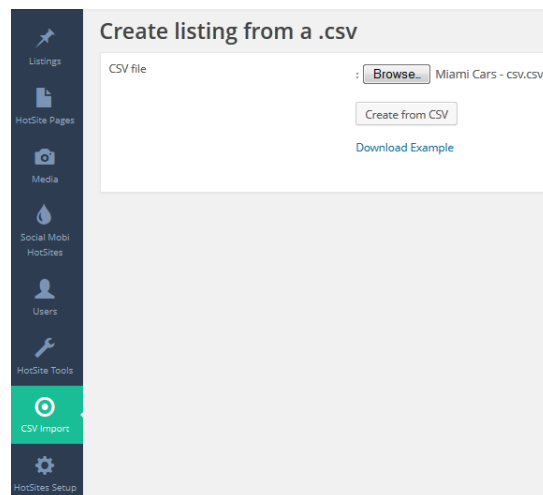 Create listing from a .csv
Listings
CSV file
: Browse.. Miami Cars - csv.csv
HotSite Pages
Create from CSV
Download Example
Media
Social Mobi
HotSites
Users
HotSite Tools
CSV Import
HotSites Setup